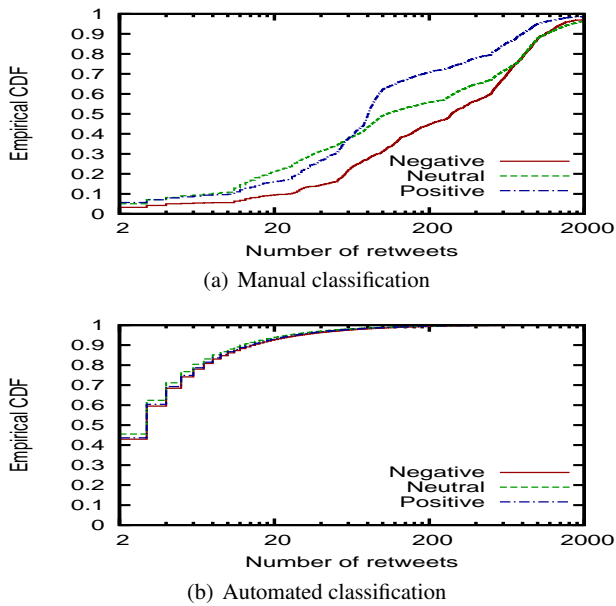 1
0.9
0.8
0.7
0.6
0.5
0.4
0.3
0.2
0.1
0
Empirical CDF
Negative
Neutral
Positive
2 20 200 2000
Number of retweets
(a) Manual classification
1
0.9
0.8
0.7
0.6
0.5
0.4
0.3
0.2
0.1
0
Empirical CDF
Negative
Neutral
Positive
2 20 200 2000
Number of retweets
(b) Automated classification